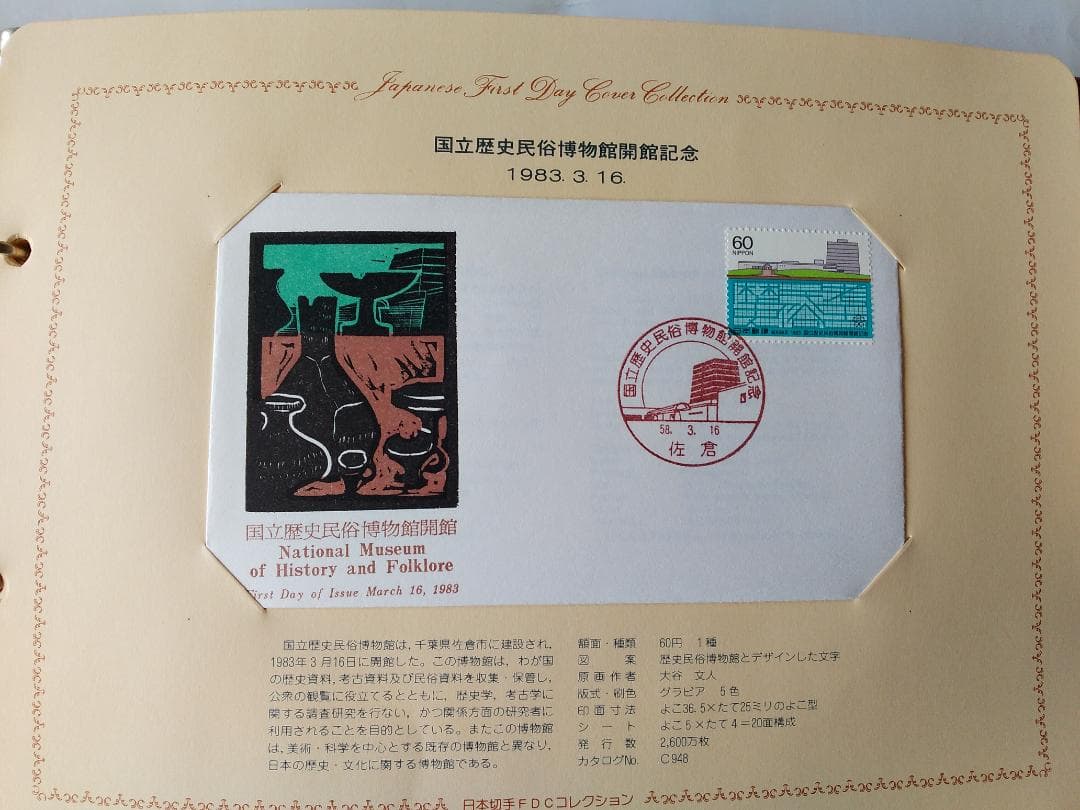 Japanese First Day Cover Collection
国立歴史民俗博物館開館記念
1983. 3. 16.
60
NIPPON
日本郵便
国立歴史民俗博物館開館記念
58. 3. 16
佐倉
国立歴史民俗博物館開館
National Museum
of History and Folklore
First Day of Issue March 16, 1983
国立歴史民俗博物館は，千葉県佐倉市に建設され，
1983年3月16日に開館した。この博物館は，わが国
の歴史資料，考古資料及び民俗資料を収集・保管し，
公衆の観覧に役立てるとともに，歴史学，考古学に
関する調査研究を行ない，かつ関係方面の研究者に
利用されることを目的としている。またこの博物館
は，美術・科学を中心とする既存の博物館と異なり，
日本の歴史・文化に関する博物館である。
額面・種類 60円 1種
図案 歴史民俗博物館とデザインした文字
原画作者 大谷 文人
版式・刷色 グラビア 5色
印面寸法 よこ36.5×たて25ミリのよこ型
シート よこ5×たて4=20面構成
発行数 2,600万枚
カタログNo. C948
日本切手FDCコレクション